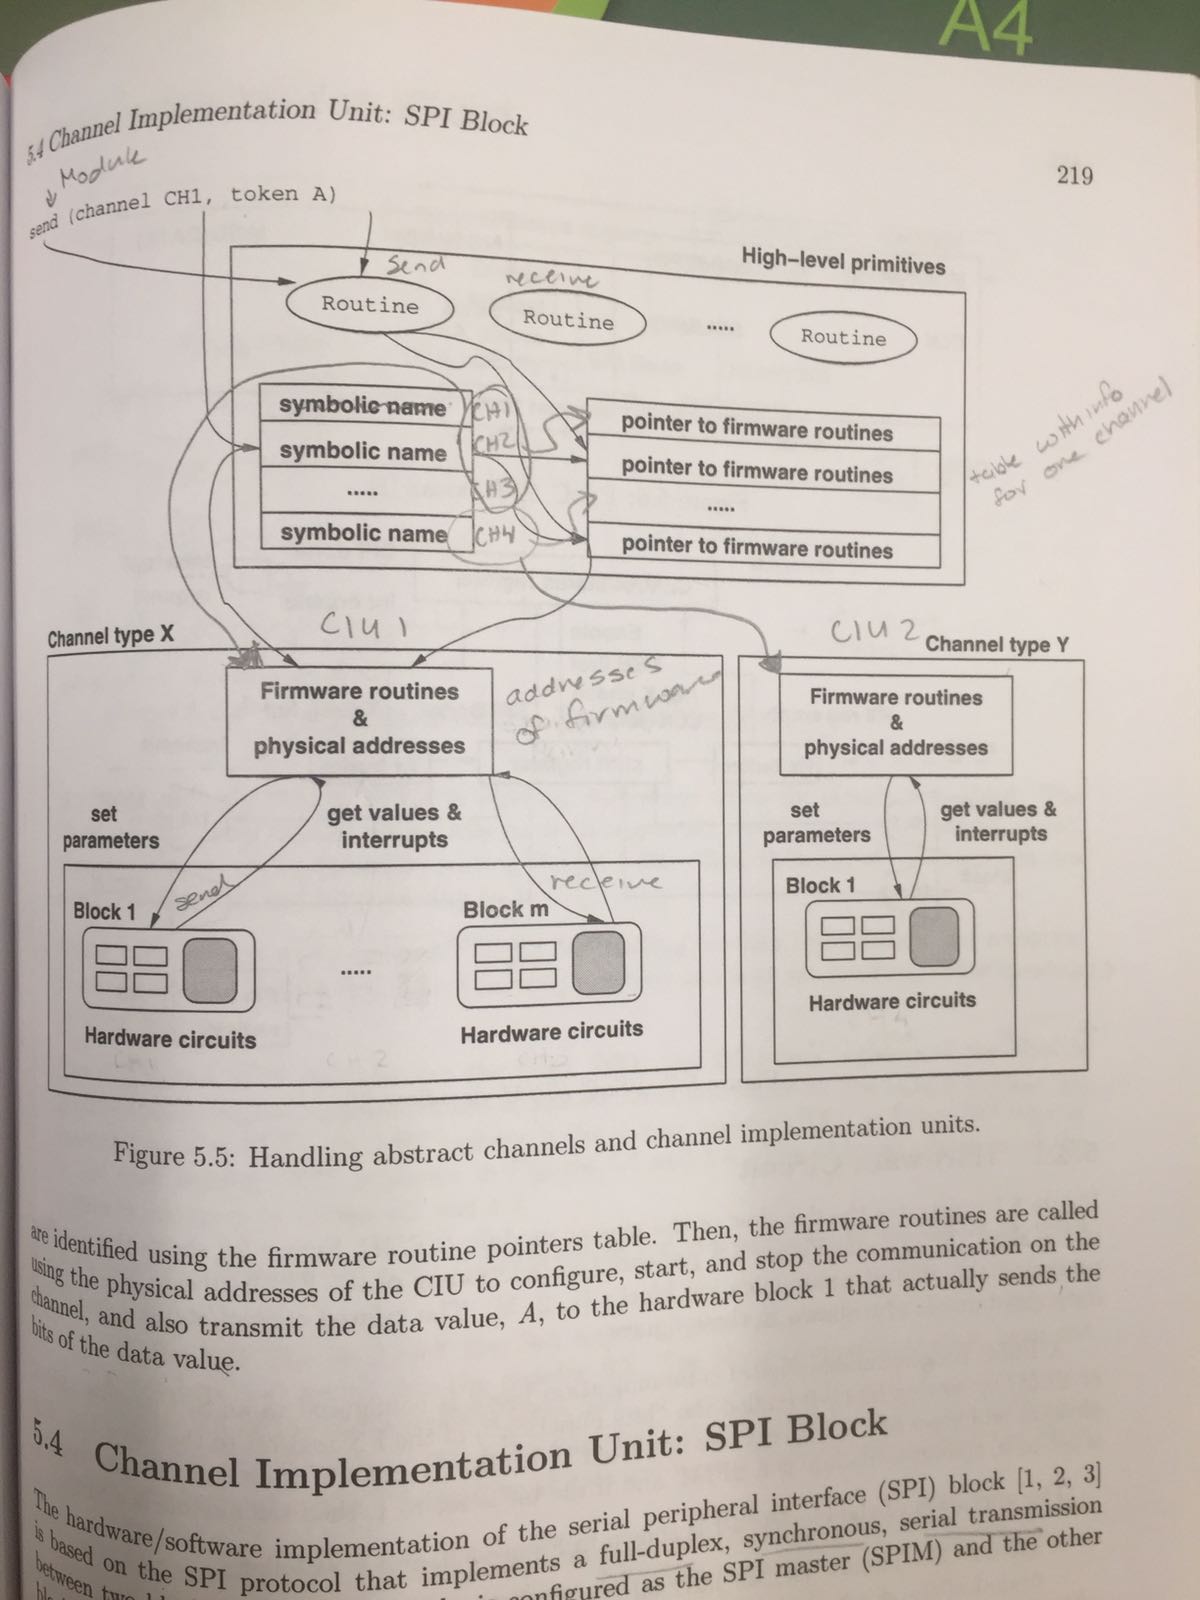 A4
5.4 Channel Implementation Unit: SPI Block
219
Module
send (channel CH1, token A)
High-level primitives
send
receive
Routine
Routine
.....
Routine
symbolic name CH1
symbolic name CH2
..... CH3
symbolic name CH4
pointer to firmware routines
pointer to firmware routines
.....
pointer to firmware routines
table with info
for one channel
Channel type X
CIU 1
CIU 2
Channel type Y
Firmware routines
&
physical addresses
addresses
of firmware
Firmware routines
&
physical addresses
set
parameters
get values &
interrupts
set
parameters
get values &
interrupts
send
receive
Block 1
.....
Block m
Block 1
Hardware circuits
Hardware circuits
Hardware circuits
CH1
CH2
Figure 5.5: Handling abstract channels and channel implementation units.
are identified using the firmware routine pointers table. Then, the firmware routines are called
using the physical addresses of the CIU to configure, start, and stop the communication on the
channel, and also transmit the data value, A, to the hardware block 1 that actually sends the
bits of the data value.
5.4 Channel Implementation Unit: SPI Block
The hardware/software implementation of the serial peripheral interface (SPI) block [1, 2, 3]
is based on the SPI protocol that implements a full-duplex, synchronous, serial transmission
between configured as the SPI master (SPIM) and the other